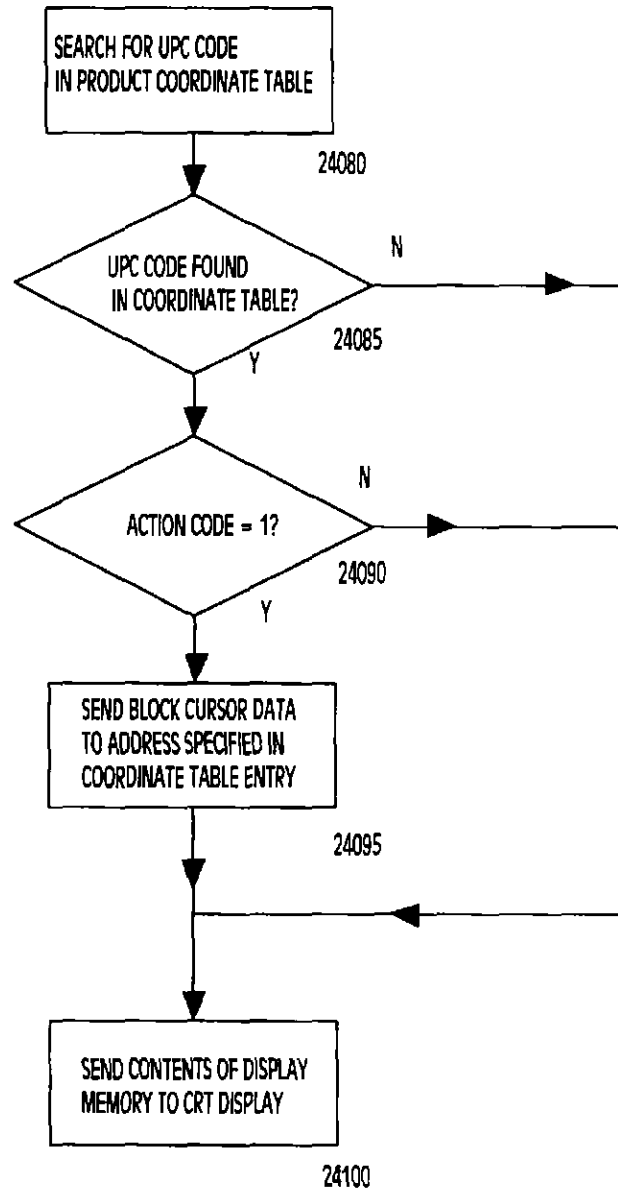 SEARCH FOR UPC CODE
IN PRODUCT COORDINATE TABLE
24080
UPC CODE FOUND
IN COORDINATE TABLE?
N
24085
Y
ACTION CODE = 1?
N
24090
Y
SEND BLOCK CURSOR DATA
TO ADDRESS SPECIFIED IN
COORDINATE TABLE ENTRY
24095
SEND CONTENTS OF DISPLAY
MEMORY TO CRT DISPLAY
24100